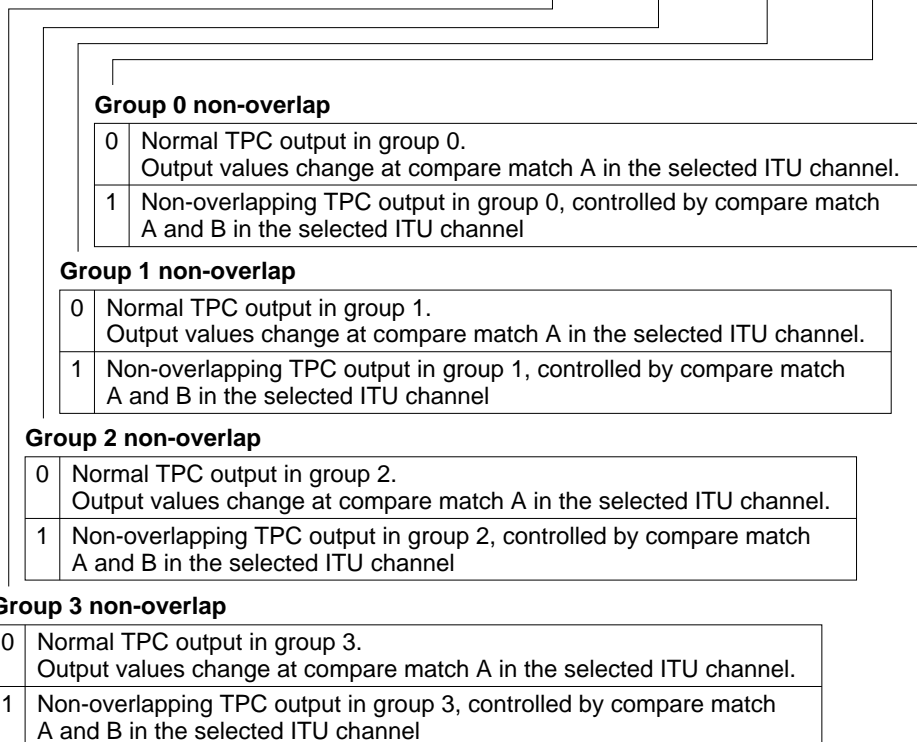 Group 0 non-overlap
0 Normal TPC output in group 0.
Output values change at compare match A in the selected ITU channel.
1 Non-overlapping TPC output in group 0, controlled by compare match
A and B in the selected ITU channel
Group 1 non-overlap
0 Normal TPC output in group 1.
Output values change at compare match A in the selected ITU channel.
1 Non-overlapping TPC output in group 1, controlled by compare match
A and B in the selected ITU channel
Group 2 non-overlap
0 Normal TPC output in group 2.
Output values change at compare match A in the selected ITU channel.
1 Non-overlapping TPC output in group 2, controlled by compare match
A and B in the selected ITU channel
Group 3 non-overlap
0 Normal TPC output in group 3.
Output values change at compare match A in the selected ITU channel.
1 Non-overlapping TPC output in group 3, controlled by compare match
A and B in the selected ITU channel